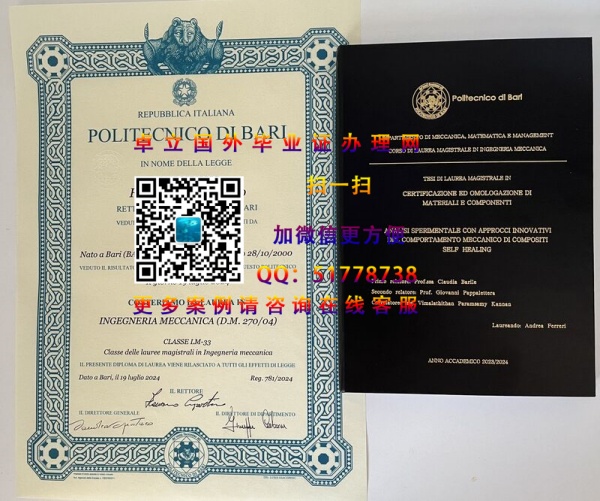 REPUBBLICA ITALIANA
POLITECNICO DI BARI
卓立国外毕业证办理网
IN NOME DELLA LEGGE
扫一扫
加微信更方便
Nato a Bari (B
28/10/2000
QQ: 51778738
更多案例请咨询在线客服
INGEGNERIA MECCANICA (D.M. 270/04)
CLASSE LM-33
Classe delle lauree magistrali in Ingegneria meccanica
IL PRESENTE DIPLOMA DI LAUREA VIENE RILASCIATO A TUTTI GLI EFFETTI DI LEGGE
Dato a Bari, il 19 luglio 2024
Reg. 781/2024
IL RETTORE
IL DIRETTORE GENERALE
IL DIRETTORE DI DIPARTIMENTO
Politecnico di Bari
DIPARTIMENTO DI MECCANICA, MATEMATICA E MANAGEMENT
CORSO DI LAUREA MAGISTRALE IN INGEGNERIA MECCANICA
TESI DI LAUREA MAGISTRALE IN
CERTIFICAZIONE ED OMOLOGAZIONE DI
MATERIALI E COMPONENTI
SPERIMENTALE CON APPROCCI INNOVATIVI
COMPORTAMENTO MECCANICO DI COMPOSITI
SELF HEALING
Prof.ssa Claudia Barile
Secondo relatore: Prof. Giovanni Pappalettera
Vimalathithan Paramsamy Kannan
Laureando: Andrea Ferreri
ANNO ACCADEMICO 2023/2024